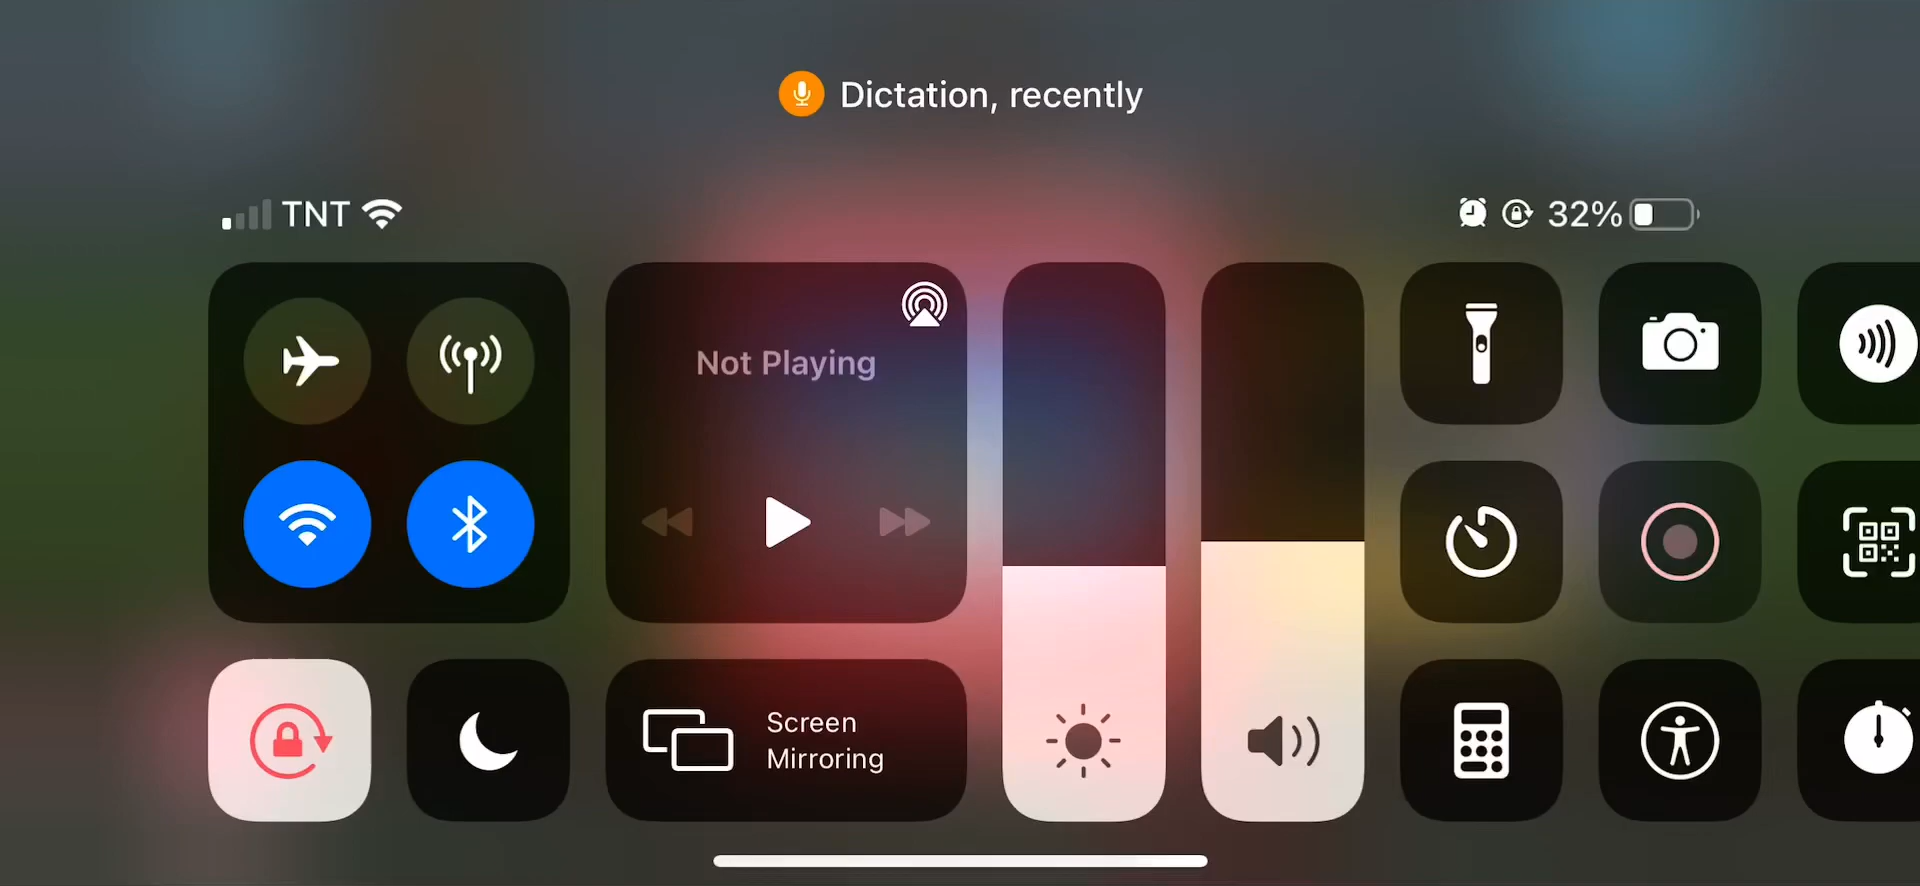 Dictation, recently
TNT
32%
Not Playing
Screen
Mirroring